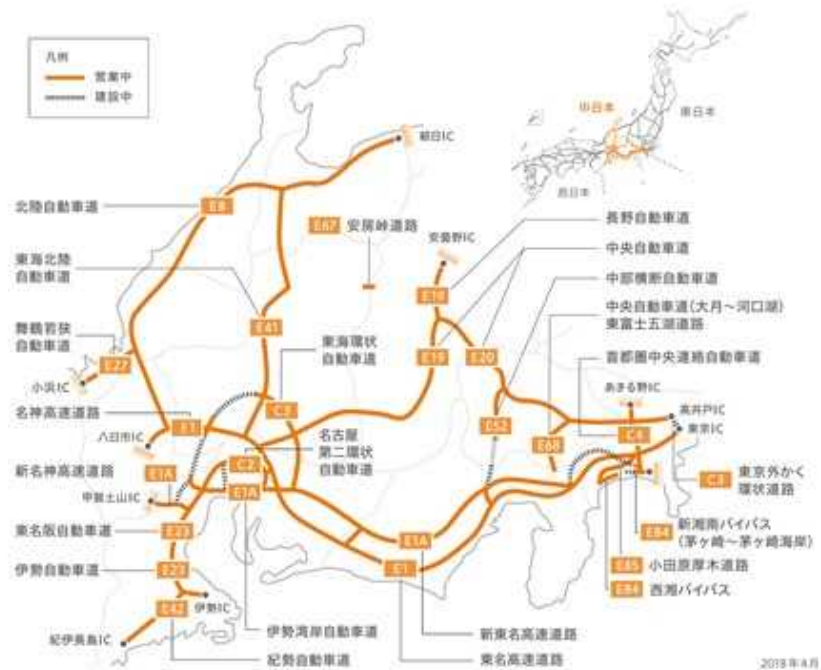 凡例
営業中
建設中
中日本
東日本
西日本
朝日IC
北陸自動車道
E8
E67
安房峠道路
安曇野IC
長野自動車道
中央自動車道
東海北陸
自動車道
E19
中部横断自動車道
中央自動車道(大月~河口湖)
東富士五湖道路
E41
東海環状
自動車道
舞鶴若狭
自動車道
E27
E19
E20
首都圏中央連絡自動車道
小浜IC
あきる野IC
高井戸IC
東京IC
名神高速道路
E1
C3
E52
C4
八日市IC
名古屋
第二環状
自動車道
E68
新名神高速道路
E1A
C2
C3
東京外かく
環状道路
甲賀土山IC
E1A
新湘南バイパス
(茅ヶ崎~茅ヶ崎海岸)
E84
東名阪自動車道
E23
E1A
E85
小田原厚木道路
伊勢自動車道
E23
E1
E84
西湘バイパス
伊勢IC
E42
紀伊長島IC
伊勢湾岸自動車道
新東名高速道路
紀勢自動車道
東名高速道路
2018年4月